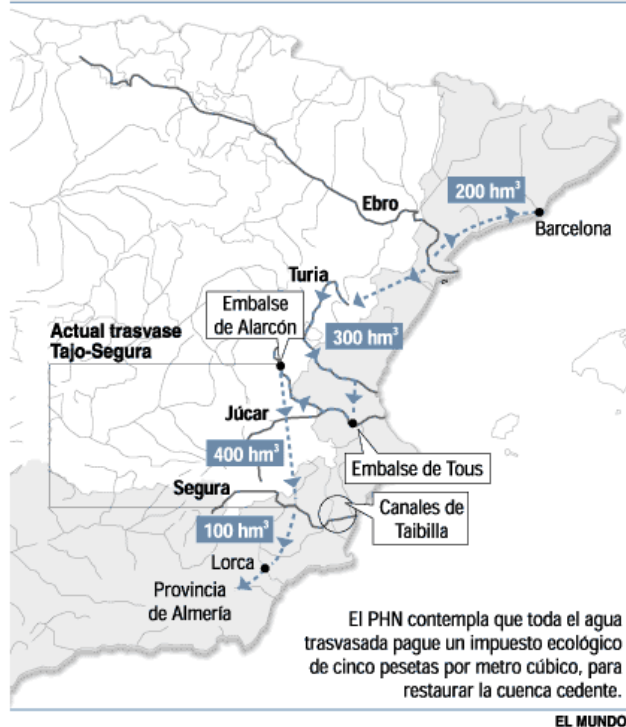 Ebro
200 hm³
Barcelona
Turia
Embalse
de Alarcón
300 hm³
Actual trasvase
Tajo-Segura
Júcar
400 hm³
Embalse de Tous
Segura
Canales de
Taibilla
100 hm³
Lorca
Provincia
de Almería
El PHN contempla que toda el agua
trasvasada pague un impuesto ecológico
de cinco pesetas por metro cúbico, para
restaurar la cuenca cedente.
EL MUNDO